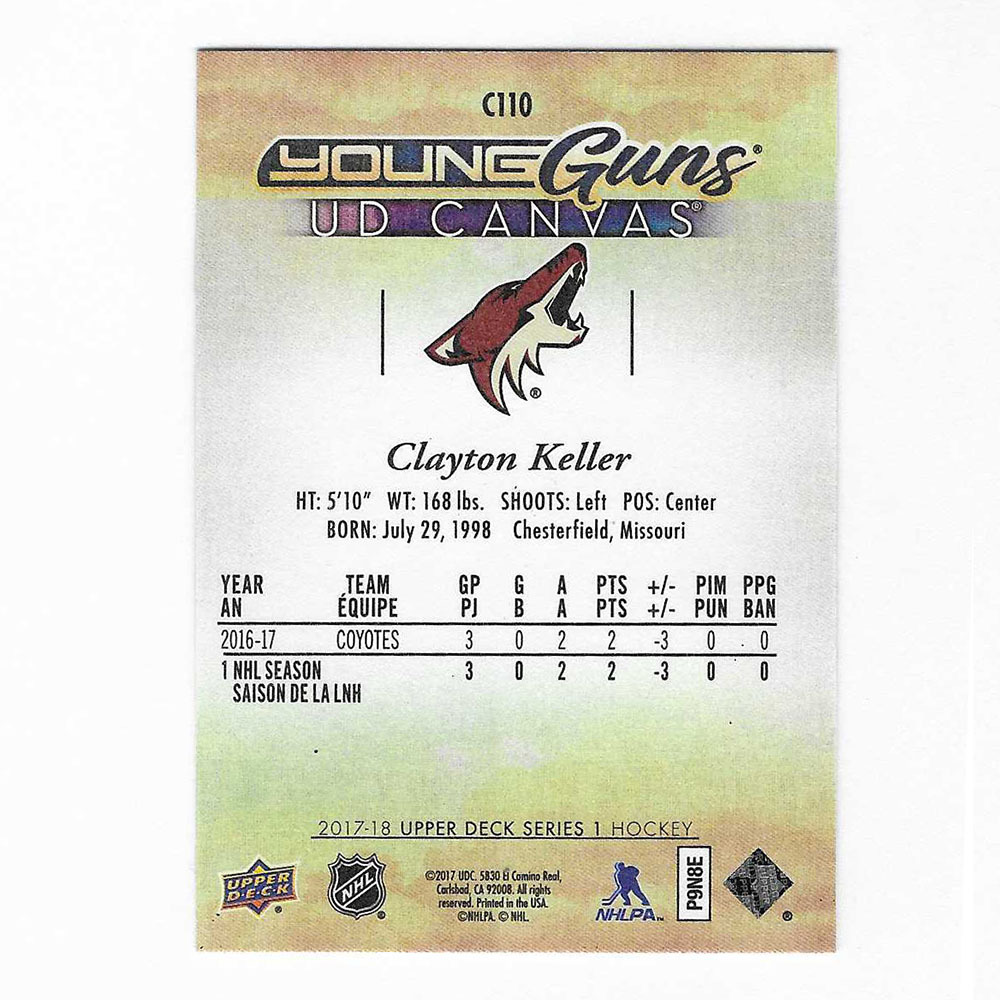 C110
YOUNG Guns®
UD CANVAS®
®
Clayton Keller
HT: 5'10" WT: 168 lbs. SHOOTS: Left POS: Center
BORN: July 29, 1998 Chesterfield, Missouri
YEAR TEAM GP G A PTS +/- PIM PPG
AN ÉQUIPE PJ B A PTS +/- PUN BAN
2016-17 COYOTES 3 0 2 2 -3 0 0
1 NHL SEASON 3 0 2 2 -3 0 0
SAISON DE LA LNH
2017-18 UPPER DECK SERIES 1 HOCKEY
UPPER DECK®
NHL®
©2017 UDC. 5830 El Camino Real,
Carlsbad, CA 92008. All rights
reserved. Printed in the USA.
©NHLPA. © NHL.
NHLPA™
P9N8E
UPPER DECK
®